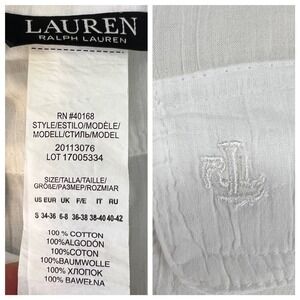 LAUREN
RALPH LAUREN
RN #40168
STYLE/ESTILO/MODÈLE/
MODELL/СТИЛЬ/MODEL
20113076
LOT 17005334
SIZE/TALLA/TAILLE/
GRÖßE/РАЗМЕР/ROZMIAR
US EUR UK F/E IT RU
S 34-36 6-8 36-38 38-40 40-42
100% COTTON
100%ALGODÓN
100% COTON
100% BAUMWOLLE
100% ХЛОПОК
100% BAWEŁNA
LRL